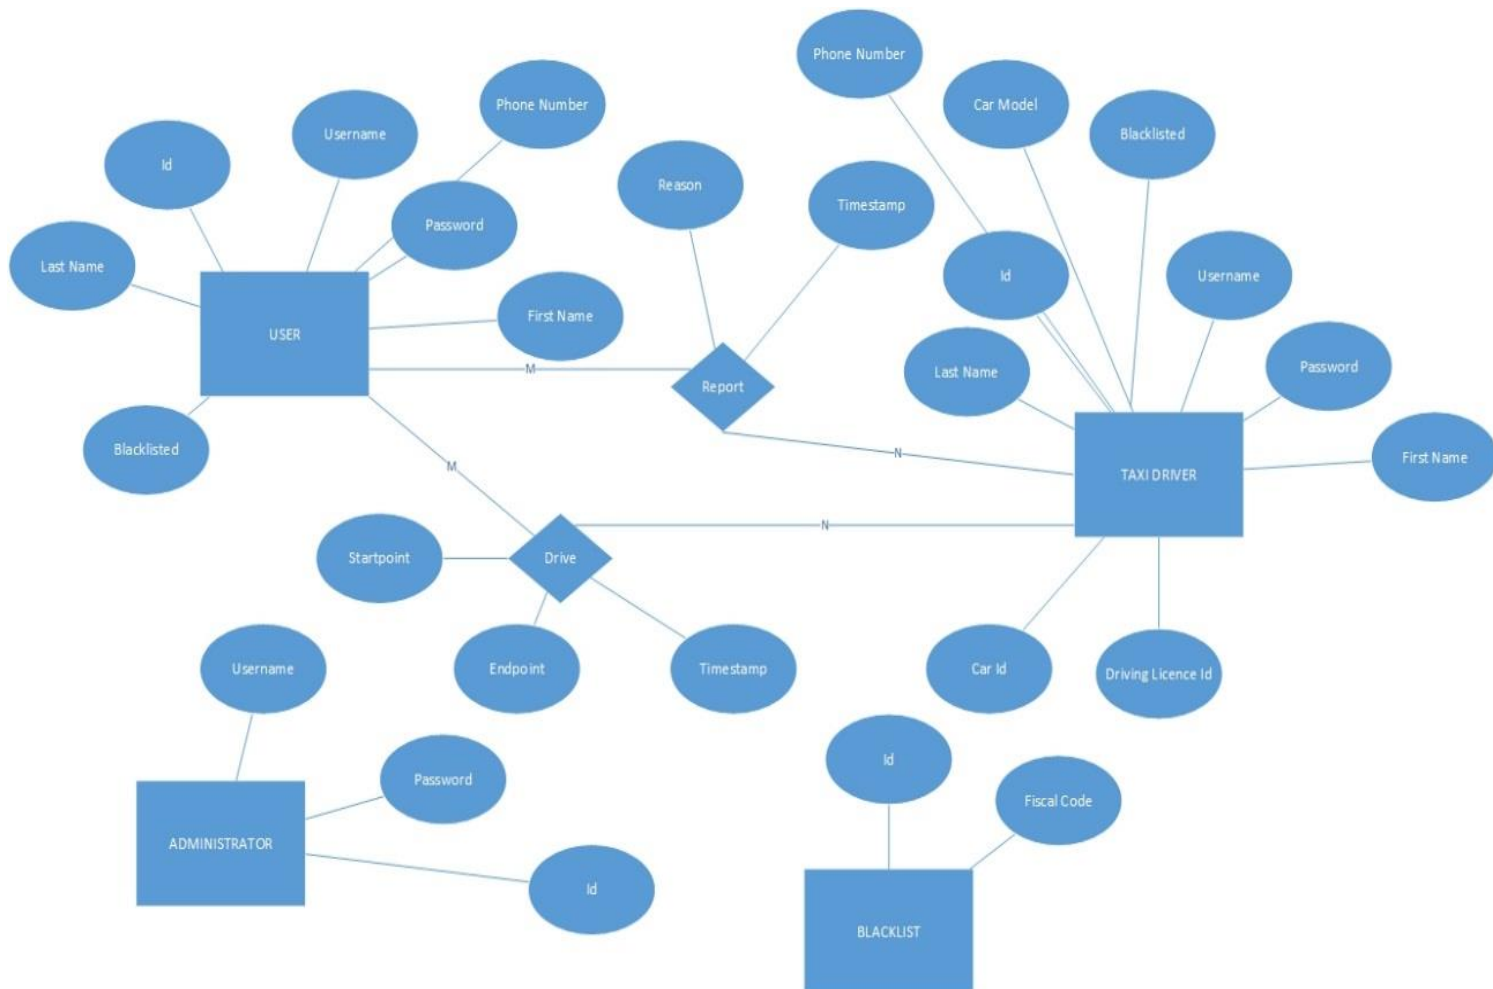 Phone Number
Car Model
Phone Number
Username
Blacklisted
Id
Reason
Timestamp
Password
Last Name
Id
Username
First Name
USER
Last Name
Password
M
Report
Blacklisted
N
First Name
TAXI DRIVER
M
N
Startpoint
Drive
Username
Endpoint
Timestamp
Car Id
Driving Licence Id
Id
Password
Fiscal Code
ADMINISTRATOR
Id
BLACKLIST